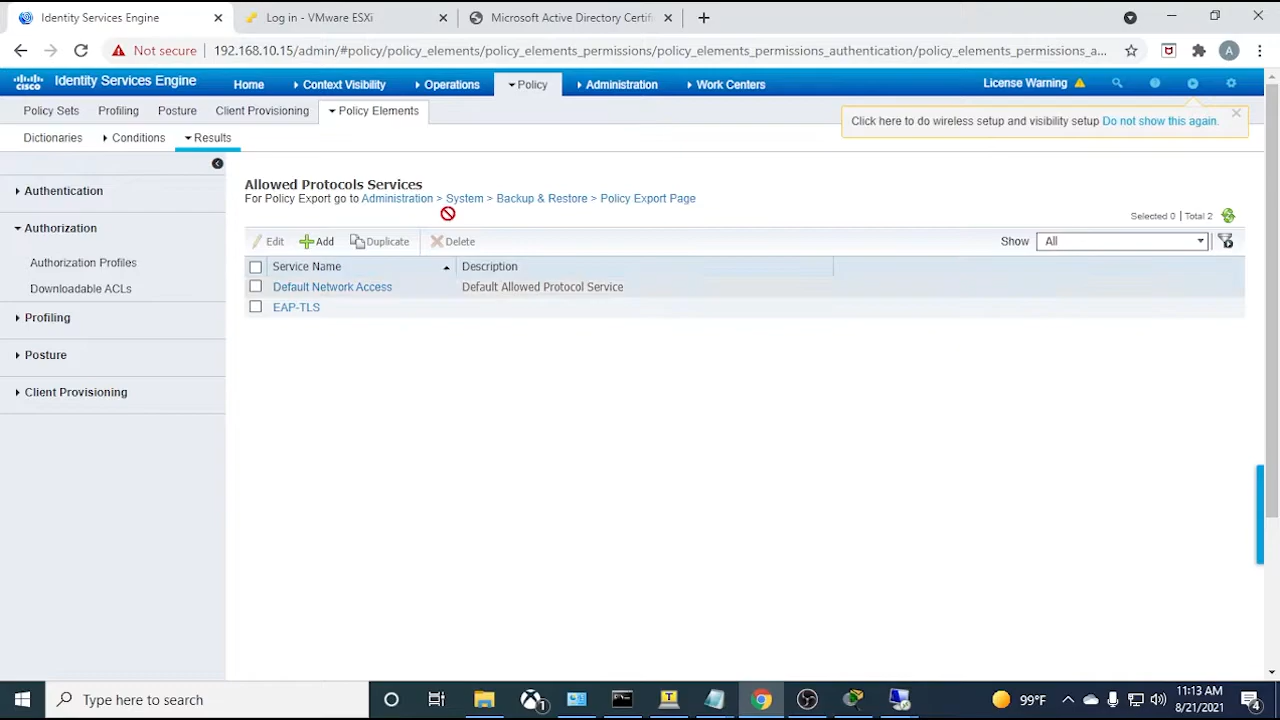 Identity Services Engine
Log in - VMware ESXi
Microsoft Active Directory Certif
Not secure
192.168.10.15/admin/#policy/policy_elements/policy_elements_permissions/policy_elements_permissions_authentication/policy_elements_permissions_a...
A
cisco
Identity Services Engine
Home
Context Visibility
Operations
Policy
Administration
Work Centers
License Warning
Policy Sets
Profiling
Posture
Client Provisioning
Policy Elements
Click here to do wireless setup and visibility setup Do not show this again.
Dictionaries
Conditions
Results
Authentication
Authorization
Authorization Profiles
Downloadable ACLs
Profiling
Posture
Client Provisioning
Allowed Protocols Services
For Policy Export go to Administration > System > Backup & Restore > Policy Export Page
Selected 0 | Total 2
Edit
Add
Duplicate
Delete
Show
All
Service Name
Description
Default Network Access
Default Allowed Protocol Service
EAP-TLS
Type here to search
1
T
99°F
11:13 AM
8/21/2021
4